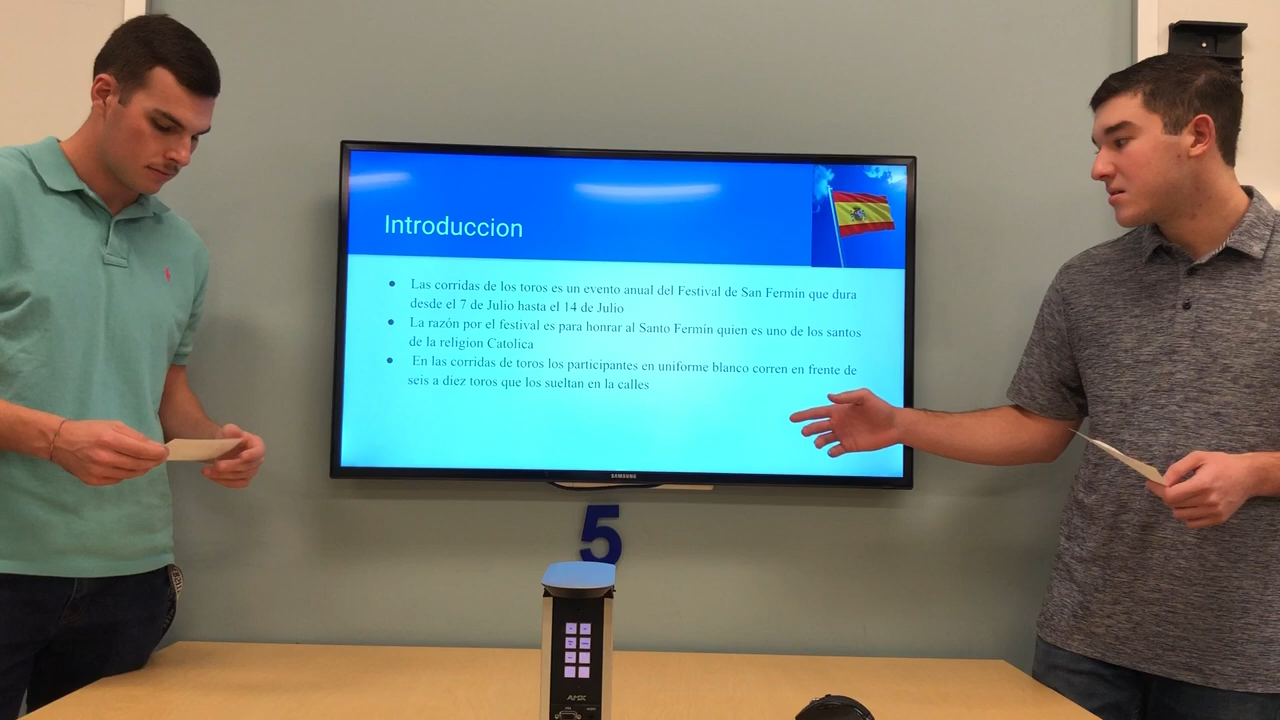 Introduccion
Las corridas de los toros es un evento anual del Festival de San Fermín que dura
desde el 7 de Julio hasta el 14 de Julio
La razón por el festival es para honrar al Santo Fermin quien es uno de los santos
de la religion Catolica
En las corridas de toros los participantes en uniforme blanco corren en frente de
seis a diez toros que los sueltan en la calles
SAMSUNG
5
AMX